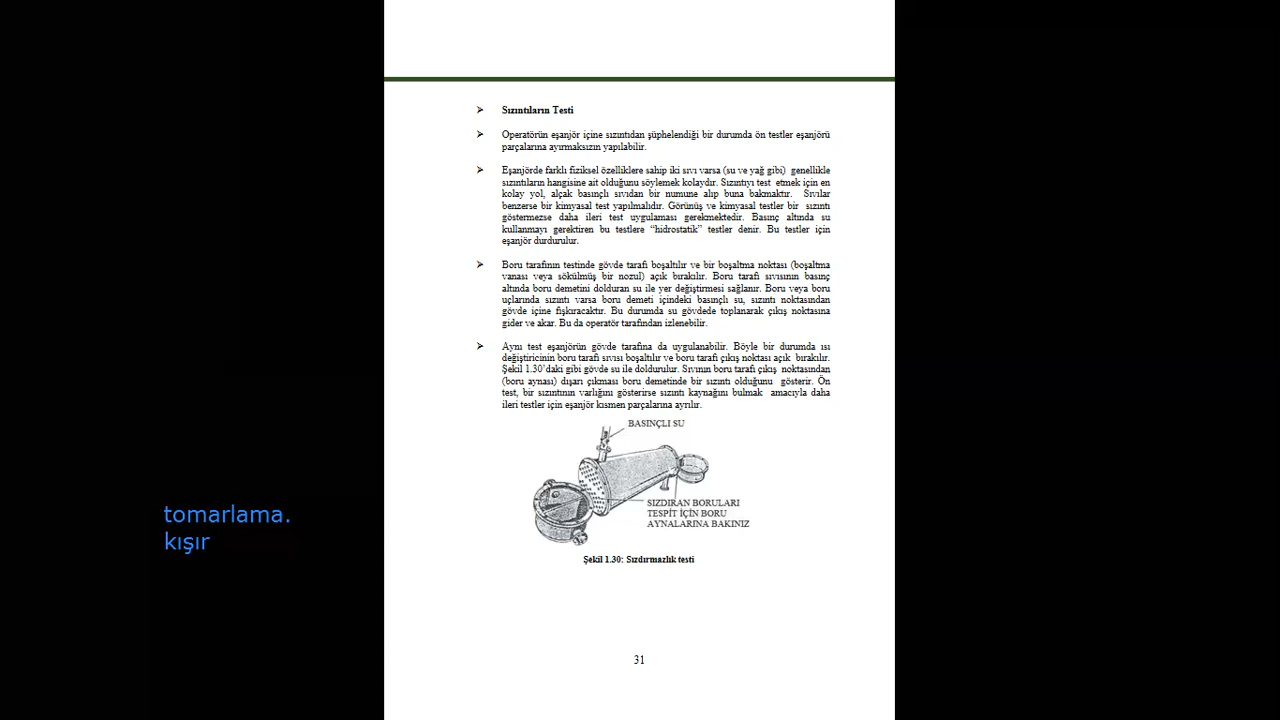 ➢ Sızıntıların Testi
➢ Operatörün eşanjör içine sızıntıdan şüphelendiği bir durumda ön testler eşanjörü
parçalarına ayırmaksızın yapılabilir.
➢ Eşanjörde farklı fiziksel özelliklere sahip iki sıvı varsa (su ve yağ gibi) genellikle
sızıntıların hangisine ait olduğunu söylemek kolaydır. Sızıntıyı test etmek için en
kolay yol, alçak basınçlı sıvıdan bir numune alıp buna bakmaktır. Sıvılar
benzerse bir kimyasal test yapılmalıdır. Görünüş ve kimyasal testler bir sızıntı
göstermezse daha ileri test uygulaması gerekmektedir. Basınç altında su
kullanmayı gerektiren bu testlere “hidrostatik” testler denir. Bu testler için
eşanjör durdurulur.
➢ Boru tarafının testinde gövde tarafı boşaltılır ve bir boşaltma noktası (boşaltma
vanası veya sökülmüş bir nozul) açık bırakılır. Boru tarafı sıvısının basınç
altında boru demetini dolduran su ile yer değiştirmesi sağlanır. Boru veya boru
uçlarında sızıntı varsa boru demeti içindeki basınçlı su, sızıntı noktasından
gövde içine fışkıracaktır. Bu durumda su gövdede toplanarak çıkış noktasına
gider ve akar. Bu da operatör tarafından izlenebilir.
➢ Aynı test eşanjörün gövde tarafına da uygulanabilir. Böyle bir durumda ısı
değiştiricinin boru tarafı sıvısı boşaltılır ve boru tarafı çıkış noktası açık bırakılır.
Şekil 1.30’daki gibi gövde su ile doldurulur. Sıvının boru tarafı çıkış noktasından
(boru aynası) dışarı çıkması boru demetinde bir sızıntı olduğunu gösterir. Ön
test, bir sızıntının varlığını gösterirse sızıntı kaynağını bulmak amacıyla daha
ileri testler için eşanjör kısmen parçalarına ayrılır.
BASINÇLI SU
SIZDIRAN BORULARI
TESPİT İÇİN BORU
AYNALARINA BAKINIZ
Şekil 1.30: Sızdırmazlık testi
31
tomarlama.
kışır